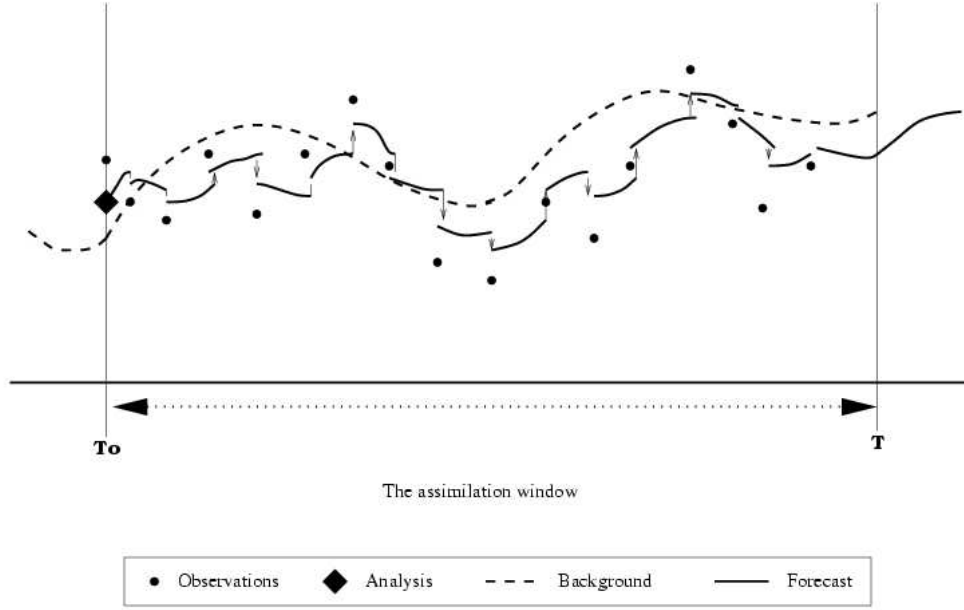 To T
The assimilation window
Observations Analysis Background Forecast